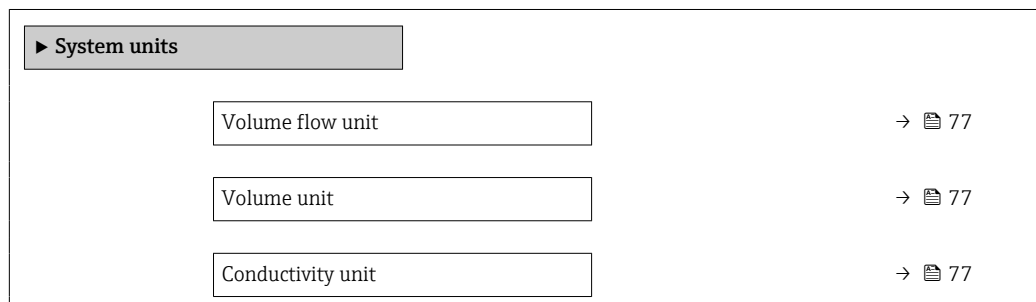 ▶ System units
Volume flow unit → 🖺 77
Volume unit → 🖺 77
Conductivity unit → 🖺 77